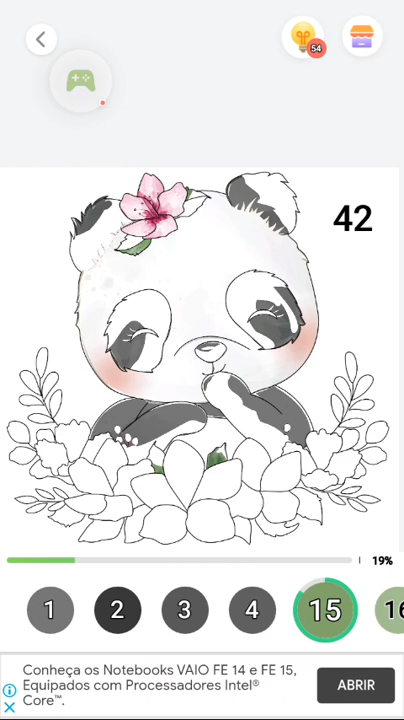 54
42
19%
1 2 3 4 15 16
Conheça os Notebooks VAIO FE 14 e FE 15,
Equipados com Processadores Intel®
Core™.
ABRIR